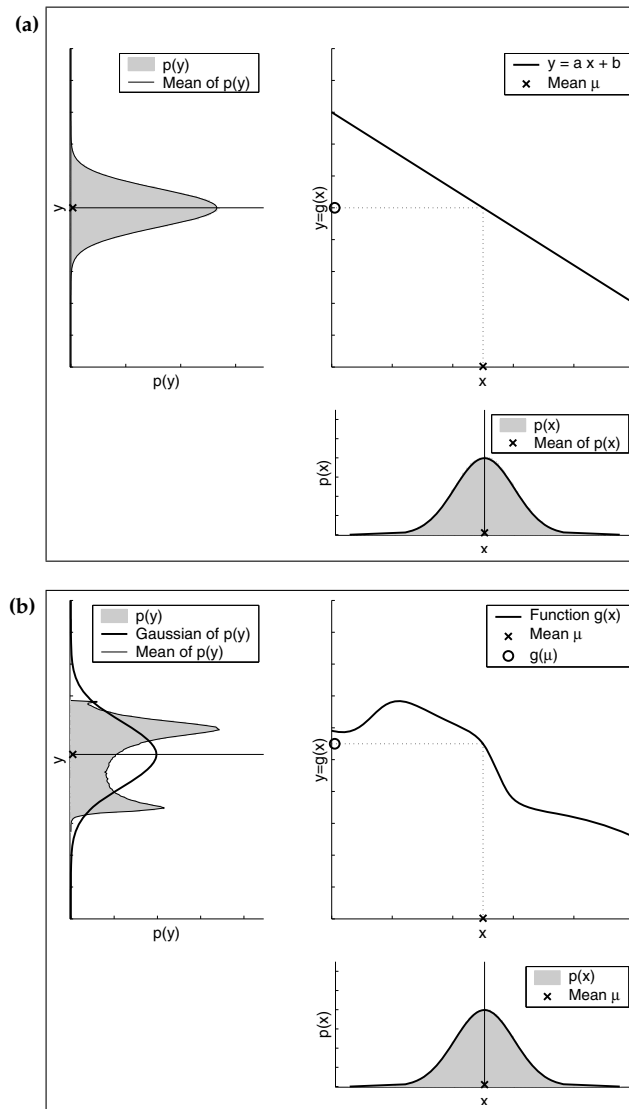 (a)
p(y)
Mean of p(y)
y
p(y)
y = a x + b
Mean μ
y=g(x)
x
p(x)
Mean of p(x)
p(x)
x
(b)
p(y)
Gaussian of p(y)
Mean of p(y)
y
p(y)
Function g(x)
Mean μ
g(μ)
y=g(x)
x
p(x)
Mean μ
p(x)
x